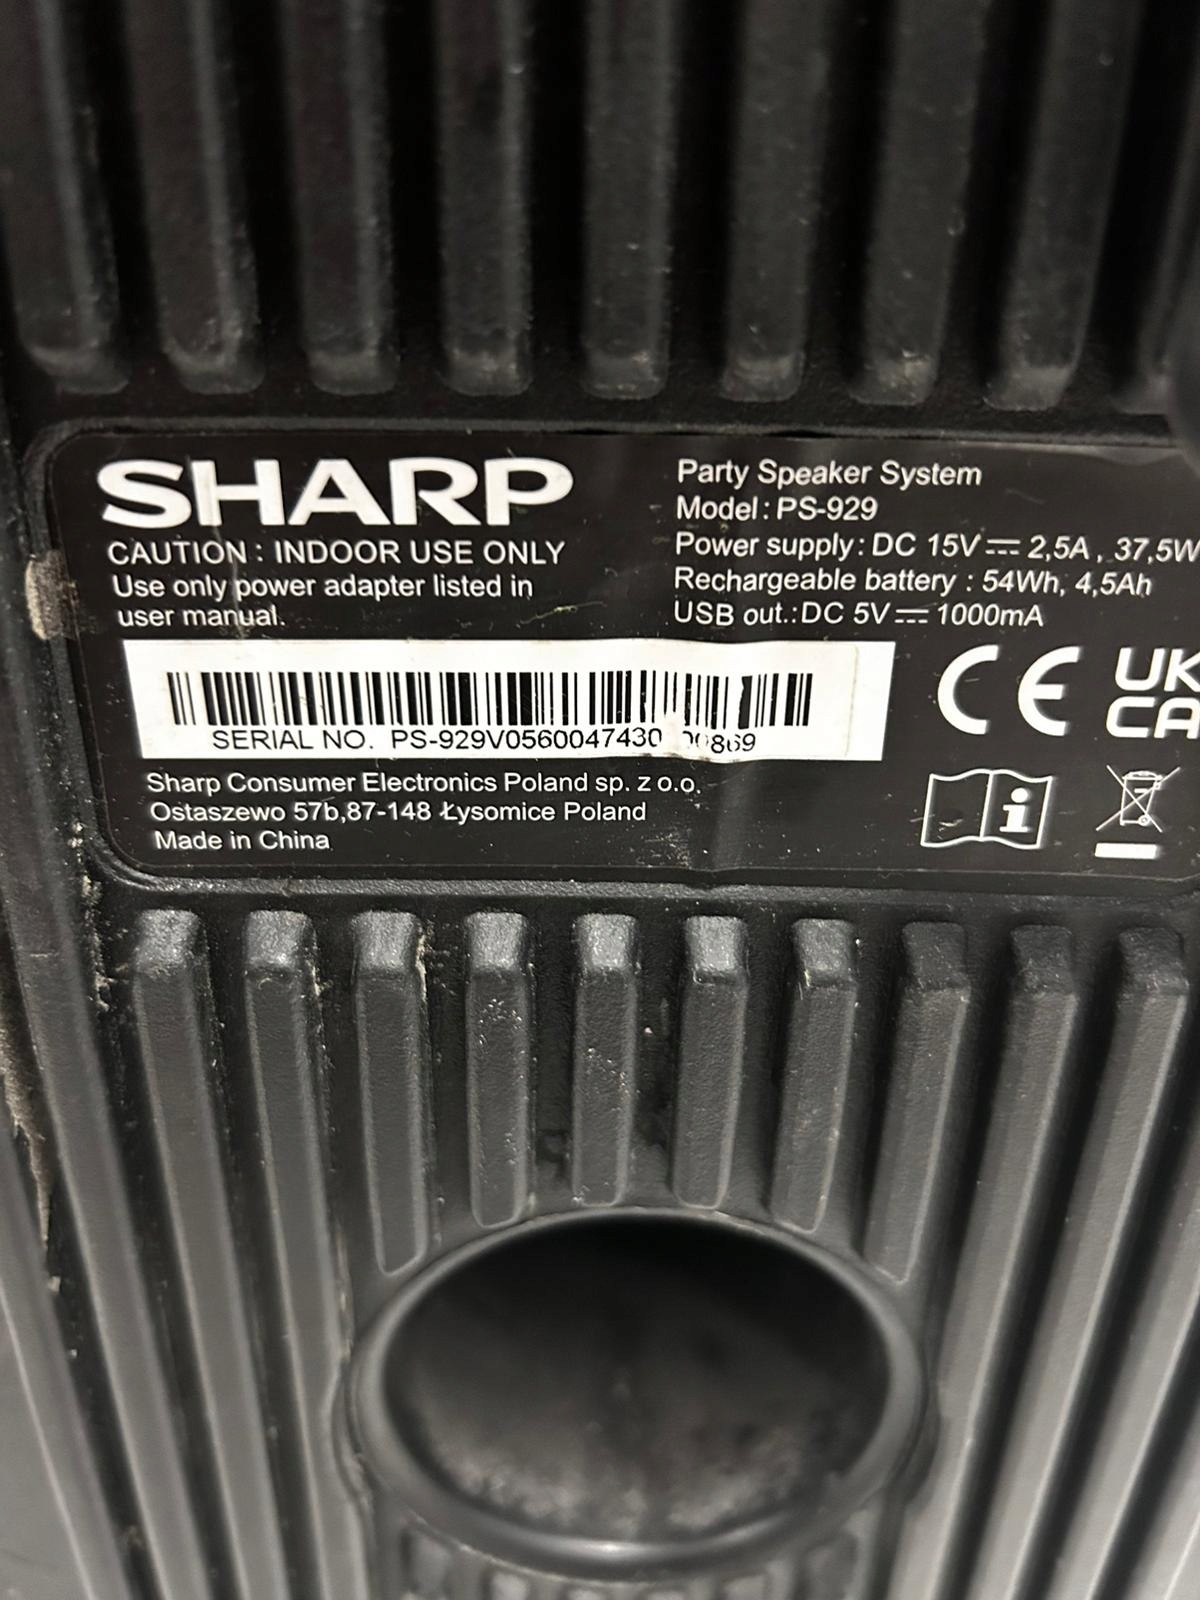 SHARP
CAUTION : INDOOR USE ONLY
Use only power adapter listed in
user manual.
Party Speaker System
Model : PS-929
Power supply : DC 15V ⎓ 2,5A , 37,5W
Rechargeable battery : 54Wh, 4,5Ah
USB out.: DC 5V ⎓ 1000mA
SERIAL NO.
CE
UK
CA
Sharp Consumer Electronics Poland sp. z o.o.
Ostaszewo 57b,87-148 Łysomice Poland
Made in China